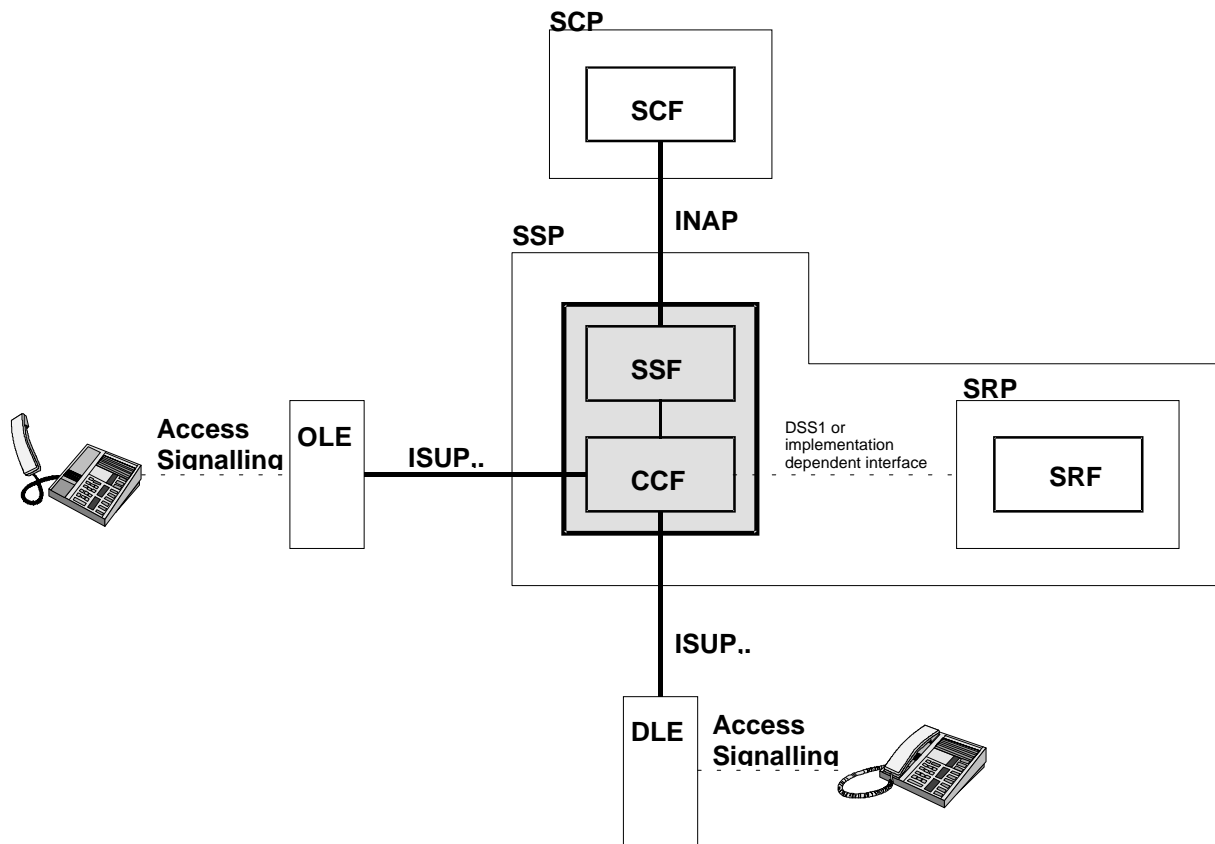 SCP
SCF
INAP
SSP
SSF
SRP
Access
Signalling
OLE
ISUP..
CCF
DSS1 or
implementation
dependent interface
SRF
ISUP..
DLE
Access
Signalling